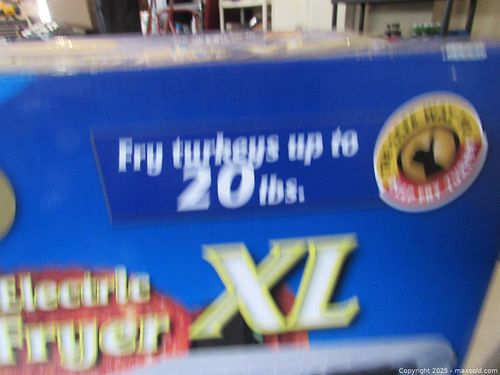 Fry turkeys up to
20 lbs.
XL
Electric
Fryer
Copyright 2025 - maxsold.com